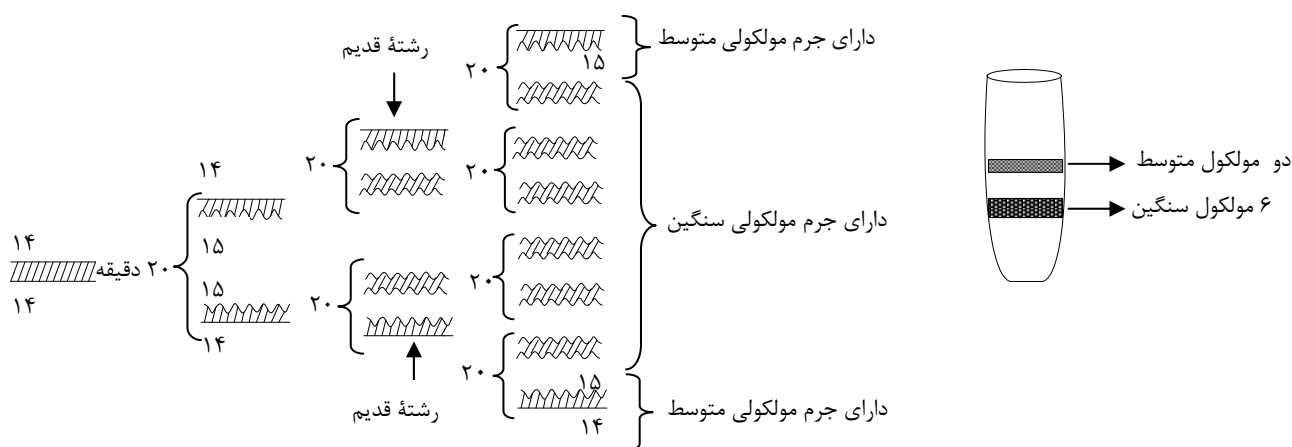 ۱۴
۱۴
۲۰ دقیقه
۱۴
۱۵
۱۵
۱۴
رشتهٔ قدیم
۲۰
۲۰
رشتهٔ قدیم
۲۰
۱۵
۲۰
۲۰
۲۰
۱۵
۱۴
دارای جرم مولکولی متوسط
دارای جرم مولکولی سنگین
دارای جرم مولکولی متوسط
دو مولکول متوسط
۶ مولکول سنگین